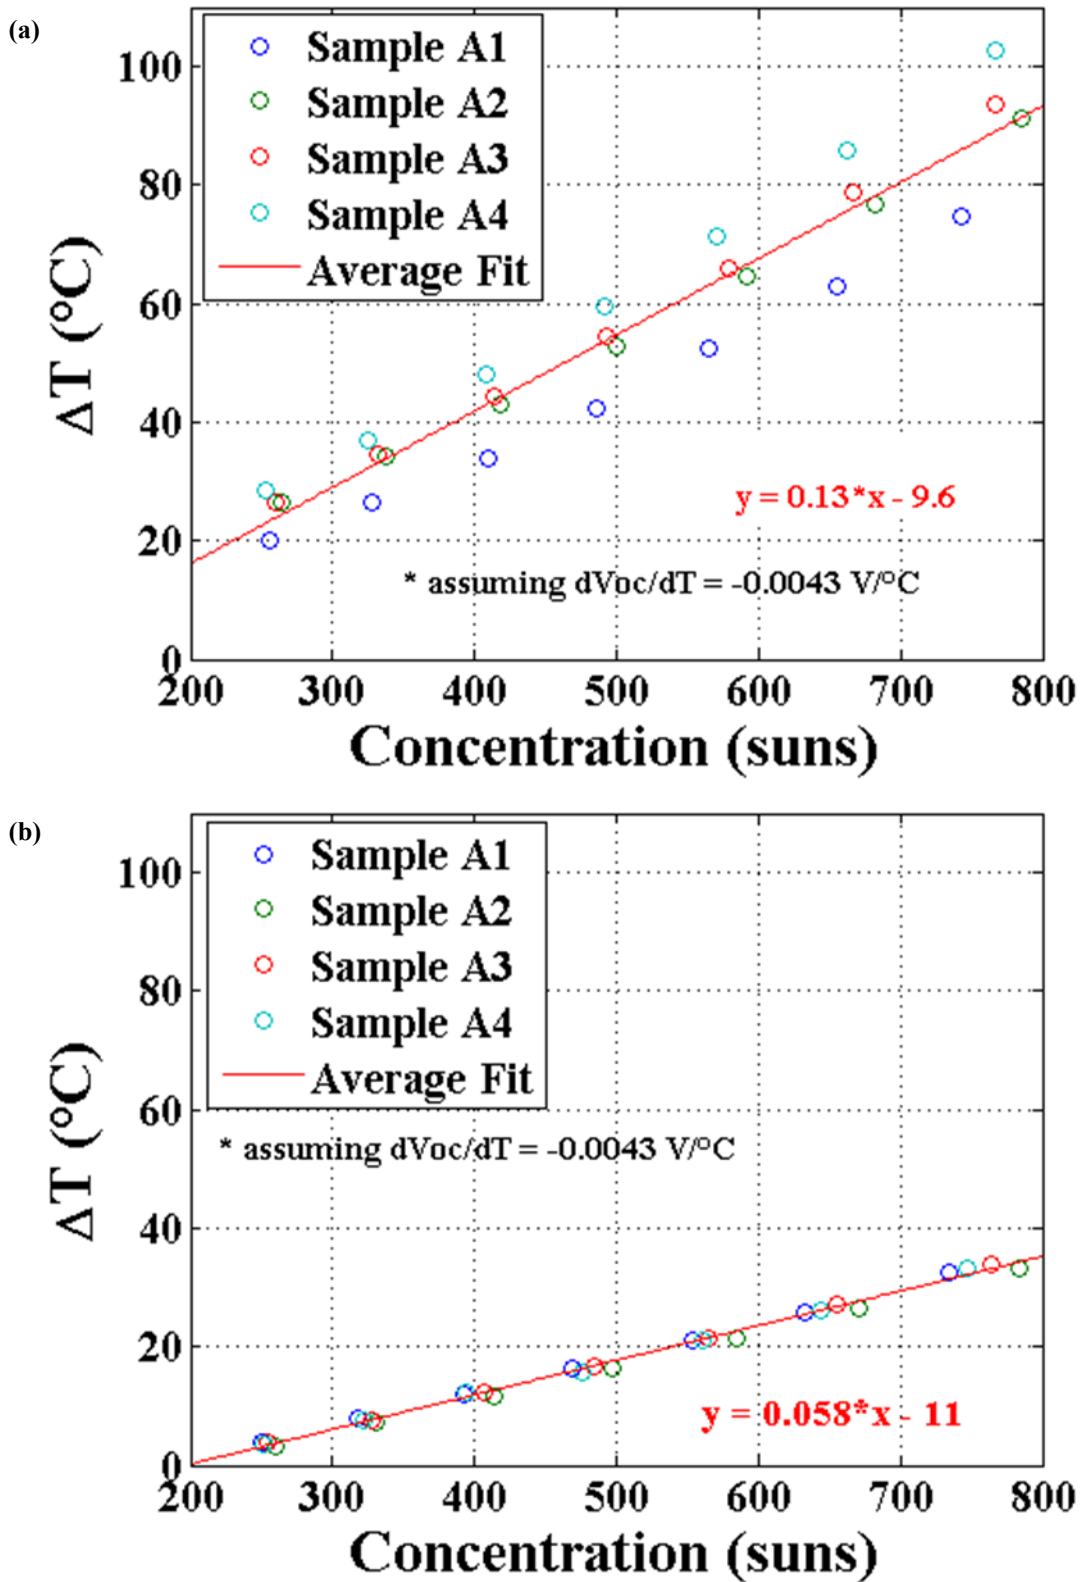 (a)
Sample A1
Sample A2
Sample A3
Sample A4
Average Fit
100
80
60
40
20
0
ΔT (°C)
y = 0.13*x - 9.6
* assuming dVoc/dT = -0.0043 V/°C
200 300 400 500 600 700 800
Concentration (suns)
(b)
Sample A1
Sample A2
Sample A3
Sample A4
Average Fit
100
80
60
40
20
0
ΔT (°C)
* assuming dVoc/dT = -0.0043 V/°C
y = 0.058*x - 11
200 300 400 500 600 700 800
Concentration (suns)